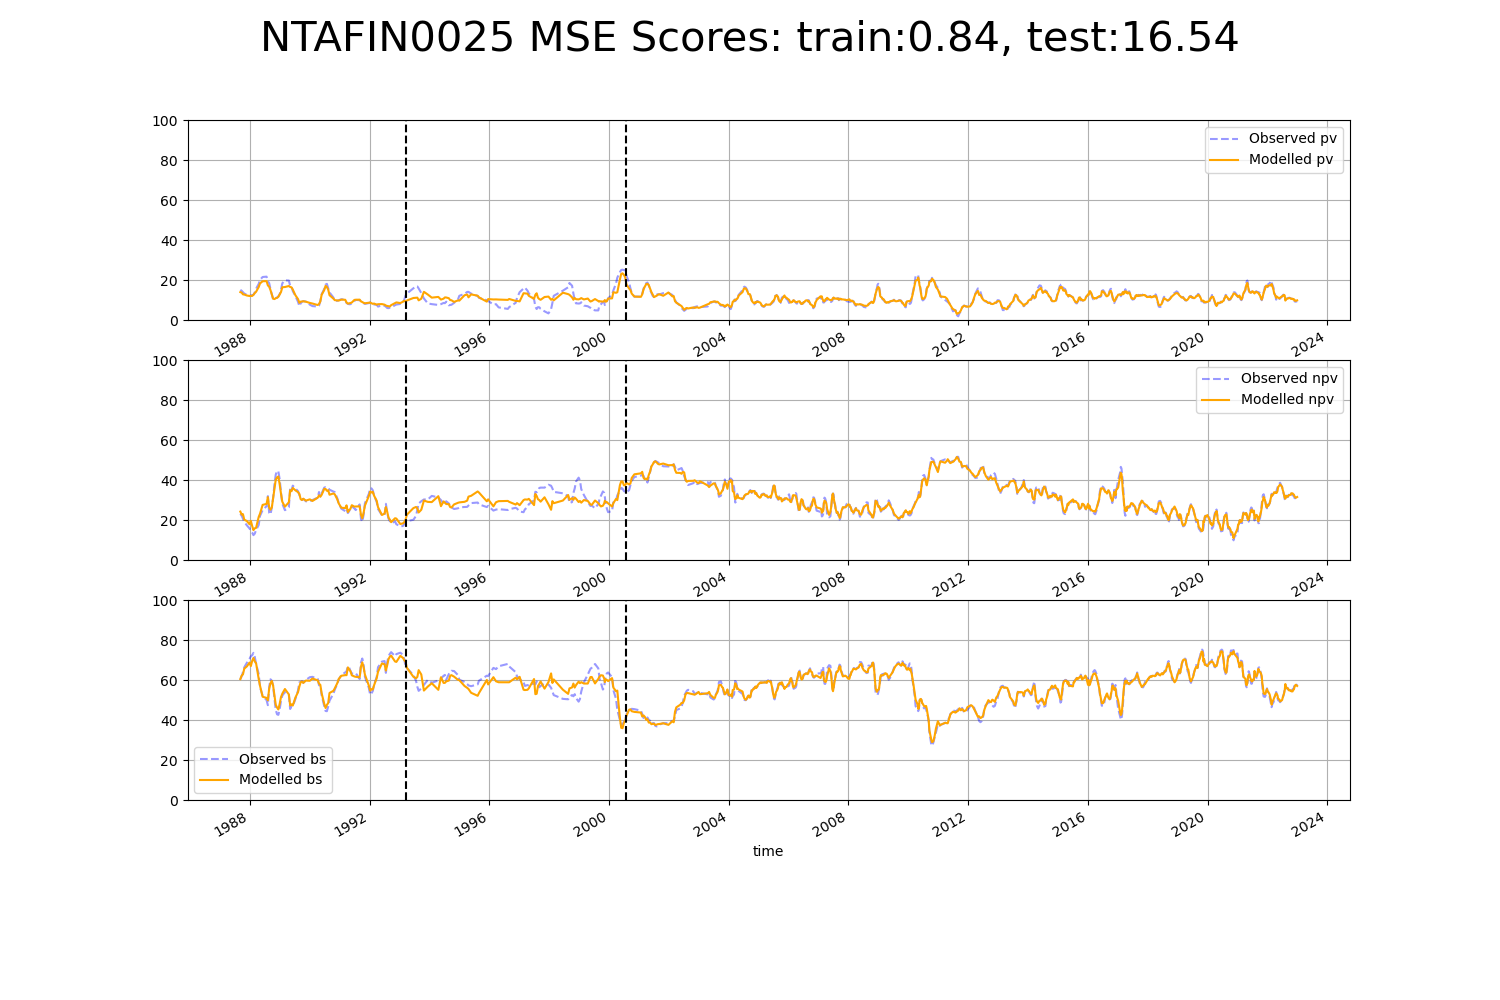 NTAFIN0025 MSE Scores: train:0.84, test:16.54
100
80
60
40
20
0
Observed pv
Modelled pv
1988 1992 1996 2000 2004 2008 2012 2016 2020 2024
100
80
60
40
20
0
Observed npv
Modelled npv
1988 1992 1996 2000 2004 2008 2012 2016 2020 2024
100
80
60
40
20
0
Observed bs
Modelled bs
1988 1992 1996 2000 2004 2008 2012 2016 2020 2024
time